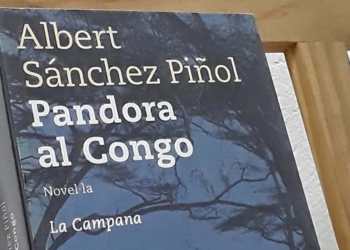 Albert
Sánchez Piñol
Pandora
al Congo
Novel·la
La Campana